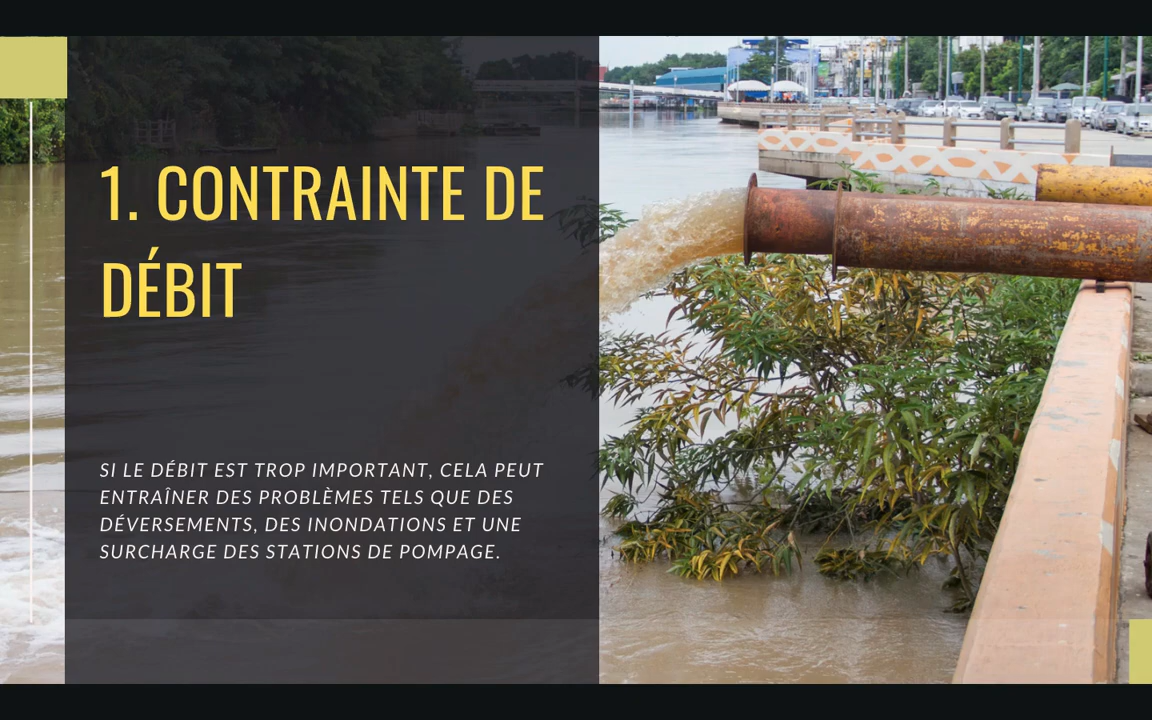 1. CONTRAINTE DE
DÉBIT
SI LE DÉBIT EST TROP IMPORTANT, CELA PEUT
ENTRAÎNER DES PROBLÈMES TELS QUE DES
DÉVERSEMENTS, DES INONDATIONS ET UNE
SURCHARGE DES STATIONS DE POMPAGE.